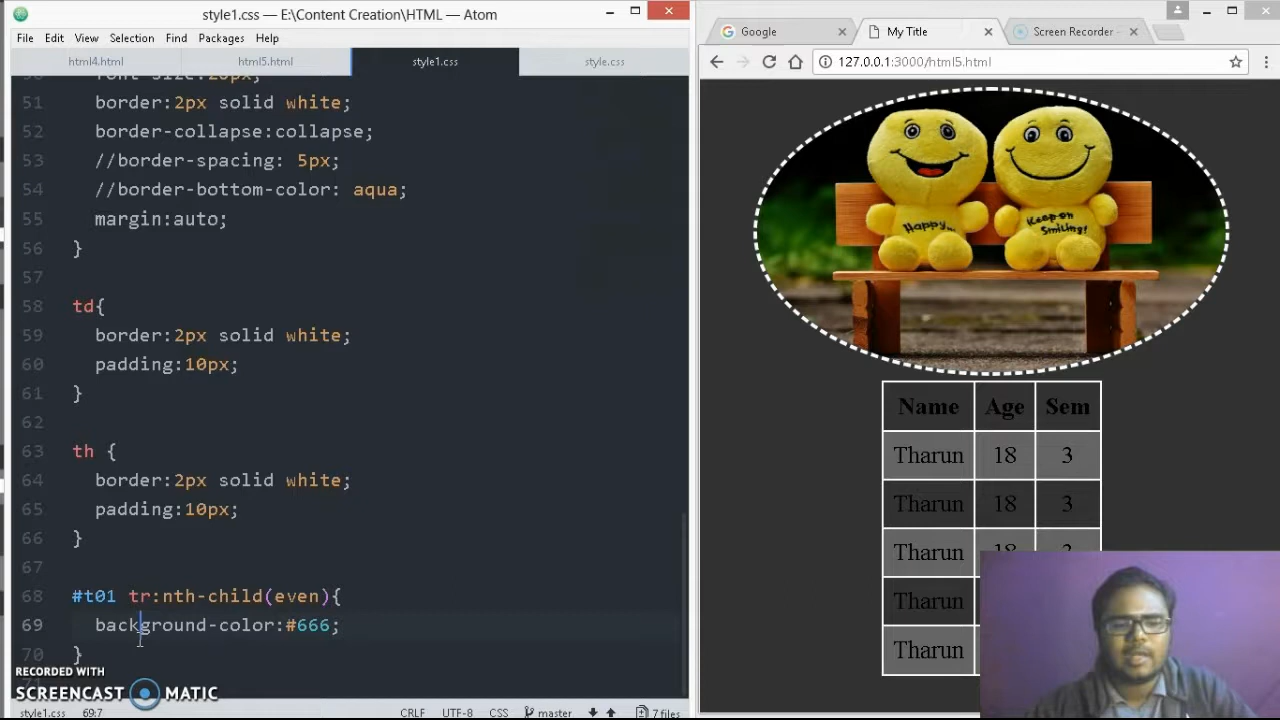 style1.css — E:\Content Creation\HTML — Atom
File Edit View Selection Find Packages Help
html4.html html5.html style1.css style.css
51 border:2px solid white;
52 border-collapse:collapse;
53 //border-spacing: 5px;
54 //border-bottom-color: aqua;
55 margin:auto;
56 }
57
58 td{
59 border:2px solid white;
60 padding:10px;
61 }
62
63 th {
64 border:2px solid white;
65 padding:10px;
66 }
67
68 #t01 tr:nth-child(even){
69 background-color:#666;
70 }
RECORDED WITH
SCREENCAST MATIC
style1.css 69:7 CRLF UTF-8 CSS master 7 files
Google My Title Screen Recorder
127.0.0.1:3000/html5.html
Happy...
Keep on
Smiling!
Name Age Sem
Tharun 18 3
Tharun 18 3
Tharun 18 3
Tharun
Tharun